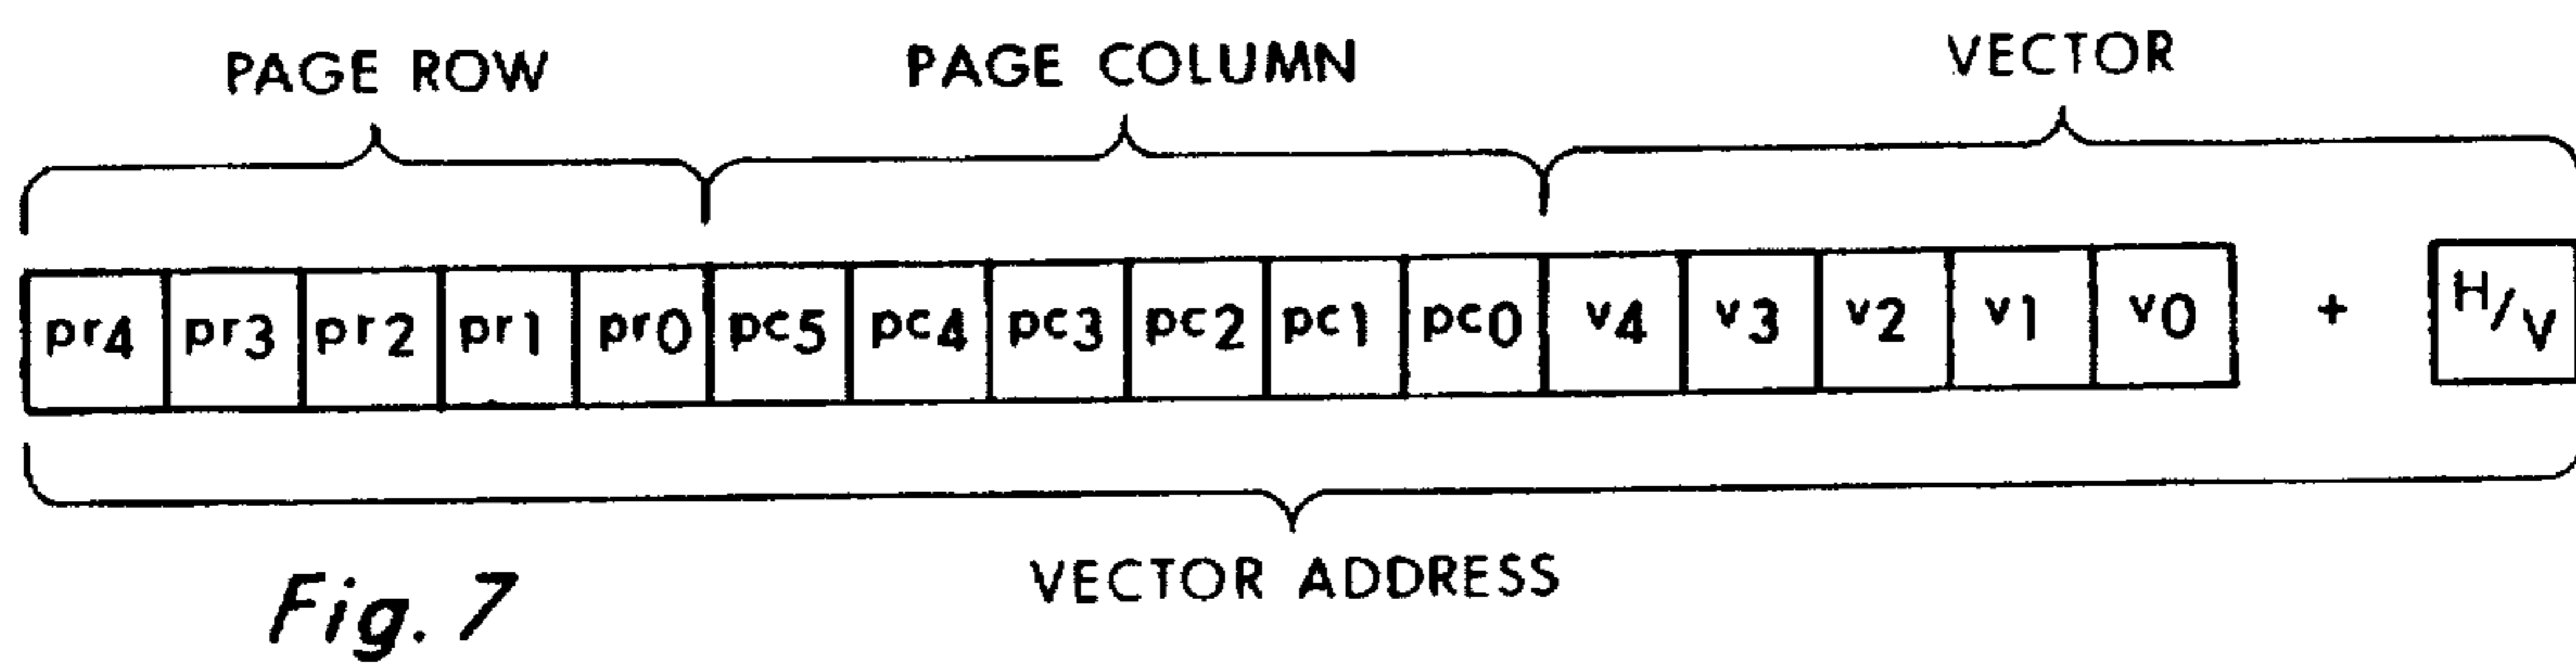 PAGE ROW PAGE COLUMN VECTOR
pr4 pr3 pr2 pr1 pr0 pc5 pc4 pc3 pc2 pc1 pc0 v4 v3 v2 v1 v0 + H/V
VECTOR ADDRESS
Fig. 7